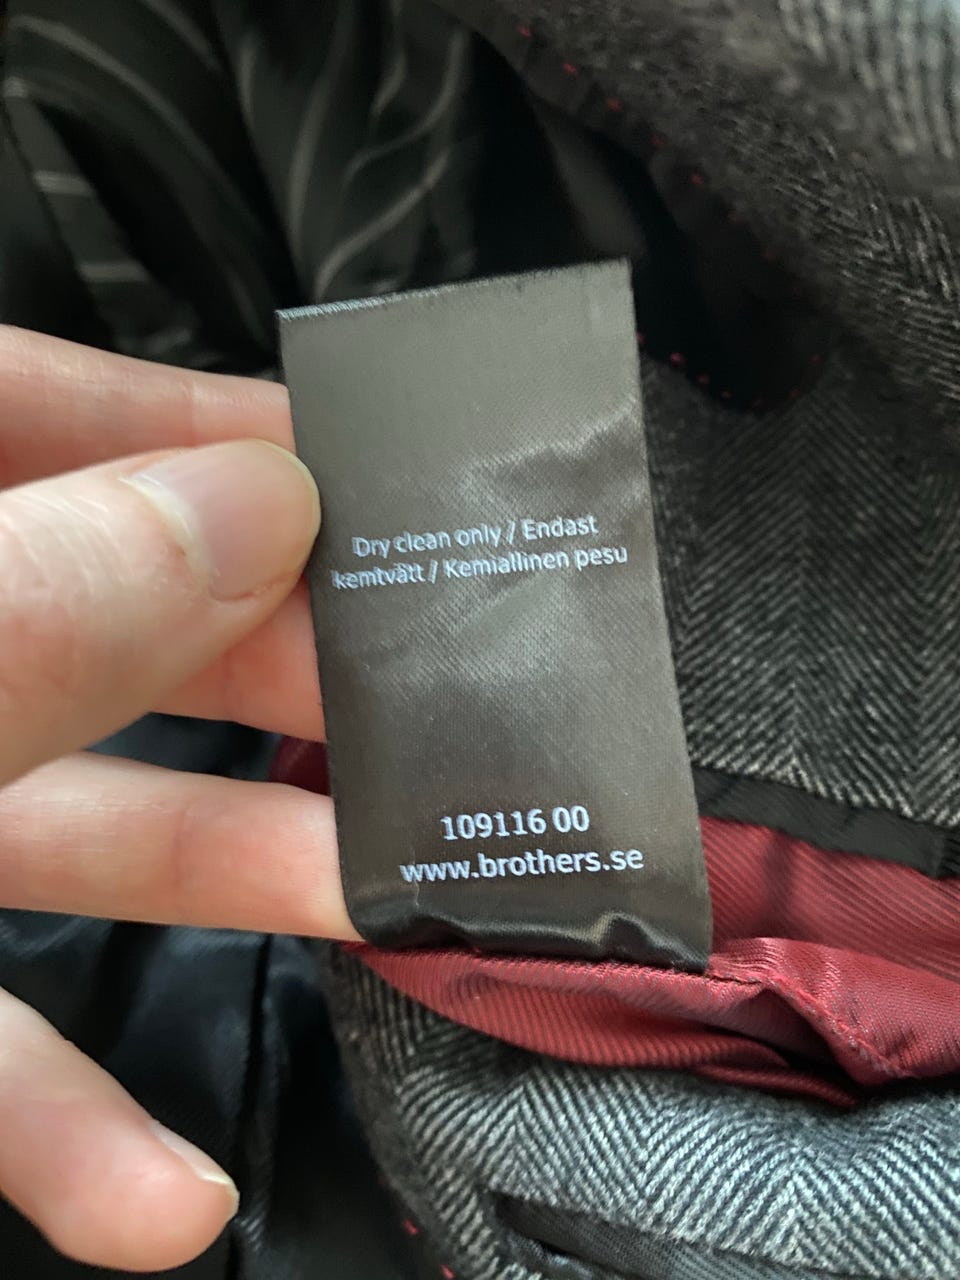 Dry clean only / Endast
kemtvätt / Kemiallinen pesu
109116 00
www.brothers.se